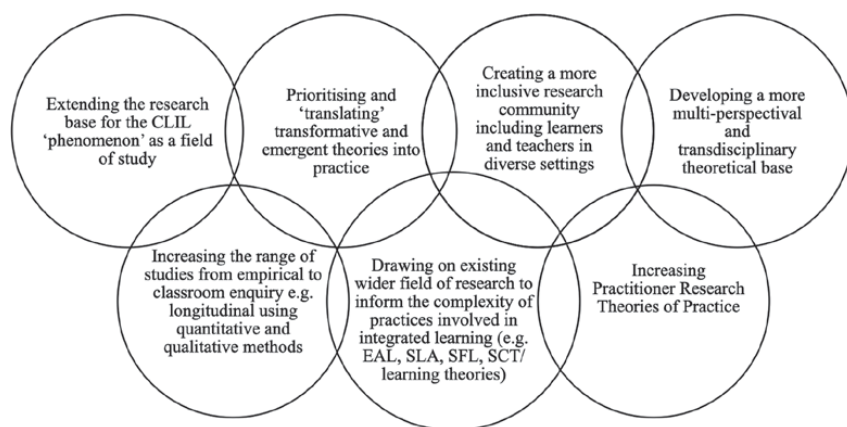 Extending the research
base for the CLIL
‘phenomenon’ as a field
of study
Prioritising and
‘translating’
transformative and
emergent theories into
practice
Creating a more
inclusive research
community
including learners
and teachers in
diverse settings
Developing a more
multi-perspectival
and
transdisciplinary
theoretical base
Increasing the range of
studies from empirical to
classroom enquiry e.g.
longitudinal using
quantitative and
qualitative methods
Drawing on existing
wider field of research to
inform the complexity of
practices involved in
integrated learning (e.g.
EAL, SLA, SFL, SCT/
learning theories)
Increasing
Practitioner Research
Theories of Practice